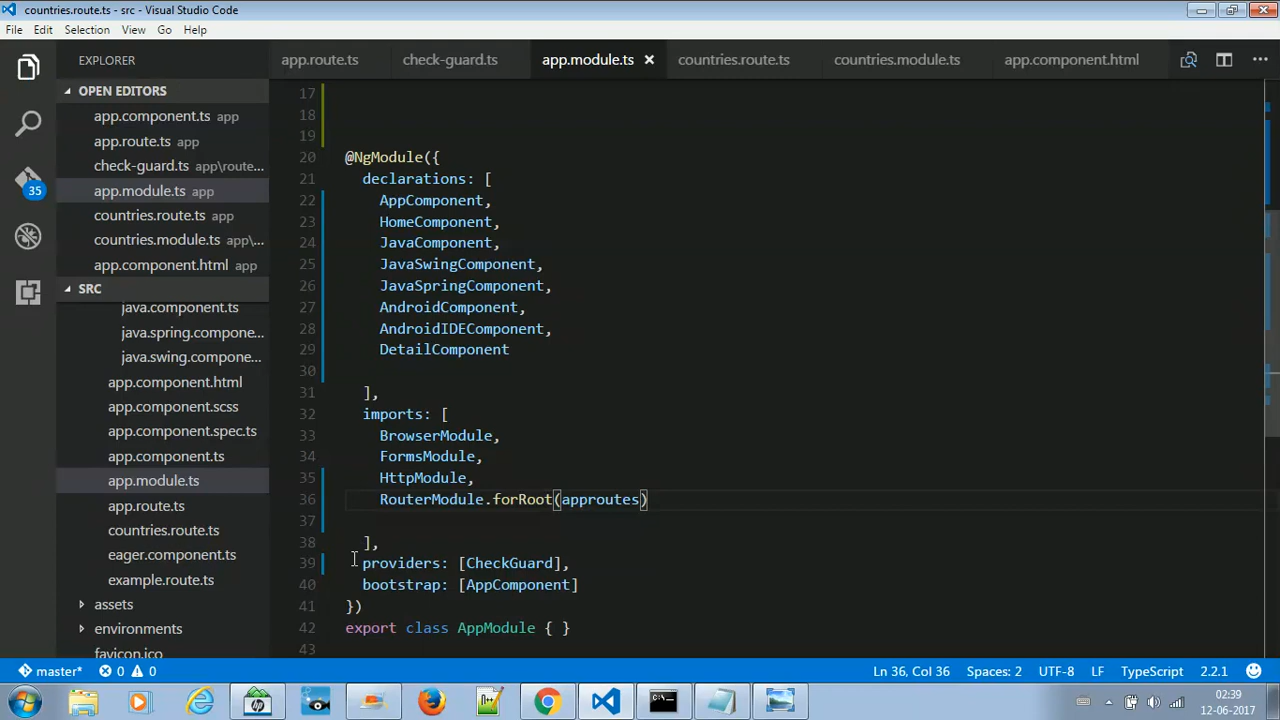 countries.route.ts - src - Visual Studio Code
File Edit Selection View Go Help
EXPLORER
app.route.ts check-guard.ts app.module.ts countries.route.ts countries.module.ts app.component.html
OPEN EDITORS
app.component.ts app
app.route.ts app
check-guard.ts app\route...
app.module.ts app
countries.route.ts app
countries.module.ts app\...
app.component.html app
SRC
java.component.ts
java.spring.compone...
java.swing.compone...
app.component.html
app.component.scss
app.component.spec.ts
app.component.ts
app.module.ts
app.route.ts
countries.route.ts
eager.component.ts
example.route.ts
assets
environments
favicon.ico
35
17
18
19
20 @NgModule({
21 declarations: [
22 AppComponent,
23 HomeComponent,
24 JavaComponent,
25 JavaSwingComponent,
26 JavaSpringComponent,
27 AndroidComponent,
28 AndroidIDEComponent,
29 DetailComponent
30
31 ],
32 imports: [
33 BrowserModule,
34 FormsModule,
35 HttpModule,
36 RouterModule.forRoot(approutes)
37
38 ],
39 providers: [CheckGuard],
40 bootstrap: [AppComponent]
41 })
42 export class AppModule { }
43
master* 0 0 Ln 36, Col 36 Spaces: 2 UTF-8 LF TypeScript 2.2.1
02:39
12-06-2017